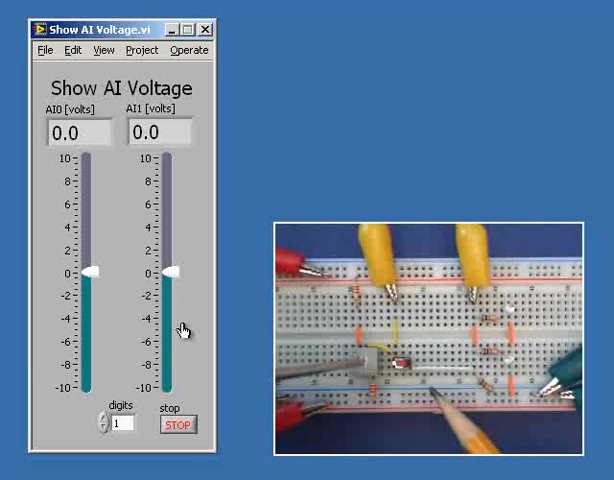 Show AI Voltage.vi
File Edit View Project Operate
Show AI Voltage
AI0 [volts] AI1 [volts]
0.0 0.0
10 10
8 8
6 6
4 4
2 2
0 0
-2 -2
-4 -4
-6 -6
-8 -8
-10 -10
digits stop
1 STOP